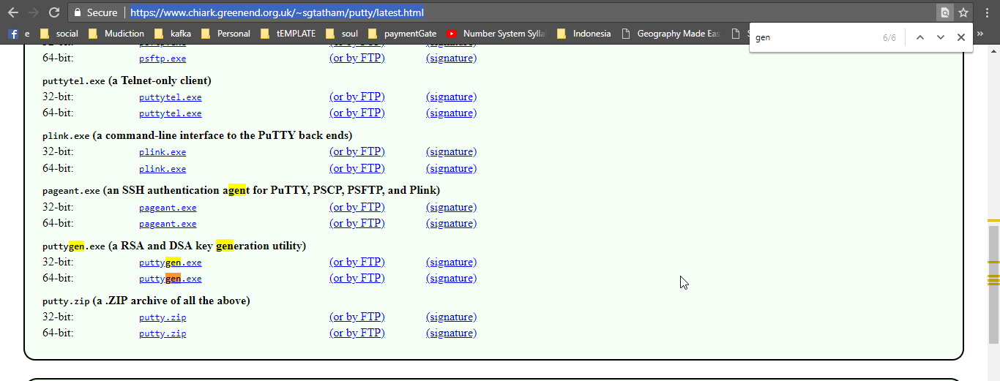 Secure https://www.chiark.greenend.org.uk/~sgtatham/putty/latest.html
e social Mudiction kafka Personal tEMPLATE soul paymentGate Number System Sylla Indonesia Geography Made Eas S »
gen 6/6
64-bit: psftp.exe (or by FTP) (signature)
puttytel.exe (a Telnet-only client)
32-bit: puttytel.exe (or by FTP) (signature)
64-bit: puttytel.exe (or by FTP) (signature)
plink.exe (a command-line interface to the PuTTY back ends)
32-bit: plink.exe (or by FTP) (signature)
64-bit: plink.exe (or by FTP) (signature)
pageant.exe (an SSH authentication agent for PuTTY, PSCP, PSFTP, and Plink)
32-bit: pageant.exe (or by FTP) (signature)
64-bit: pageant.exe (or by FTP) (signature)
puttygen.exe (a RSA and DSA key generation utility)
32-bit: puttygen.exe (or by FTP) (signature)
64-bit: puttygen.exe (or by FTP) (signature)
putty.zip (a .ZIP archive of all the above)
32-bit: putty.zip (or by FTP) (signature)
64-bit: putty.zip (or by FTP) (signature)